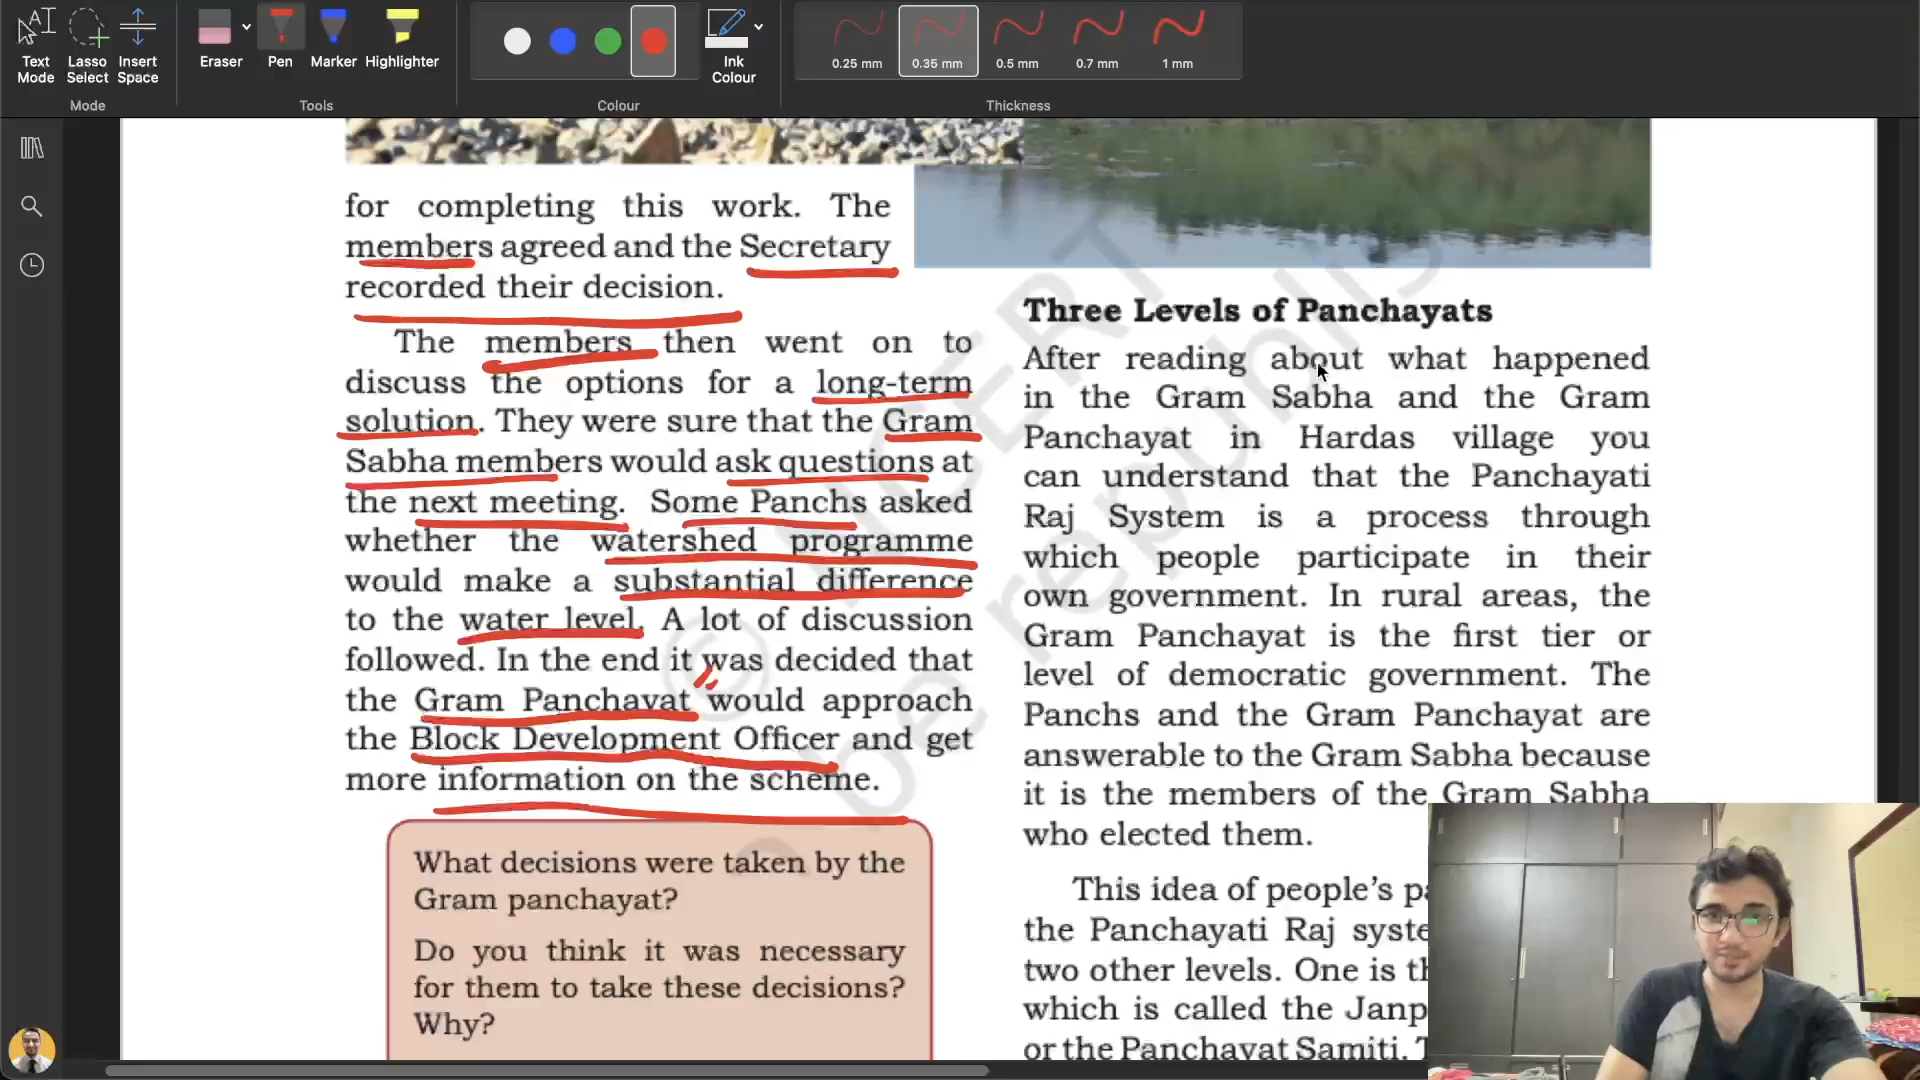 Text Mode
Lasso Select
Insert Space
Mode
Eraser
Pen
Marker
Highlighter
Tools
Colour
Ink Colour
0.25 mm
0.35 mm
0.5 mm
0.7 mm
1 mm
Thickness
for completing this work. The
members agreed and the Secretary
recorded their decision.
The members then went on to
discuss the options for a long-term
solution. They were sure that the Gram
Sabha members would ask questions at
the next meeting. Some Panchs asked
whether the watershed programme
would make a substantial difference
to the water level. A lot of discussion
followed. In the end it was decided that
the Gram Panchayat would approach
the Block Development Officer and get
more information on the scheme.
What decisions were taken by the
Gram panchayat?
Do you think it was necessary
for them to take these decisions?
Why?
Three Levels of Panchayats
After reading about what happened
in the Gram Sabha and the Gram
Panchayat in Hardas village you
can understand that the Panchayati
Raj System is a process through
which people participate in their
own government. In rural areas, the
Gram Panchayat is the first tier or
level of democratic government. The
Panchs and the Gram Panchayat are
answerable to the Gram Sabha because
it is the members of the Gram Sabha
who elected them.
This idea of people's
the Panchayati Raj
two other levels. One is
which is called the
or the Panchayat Samiti.